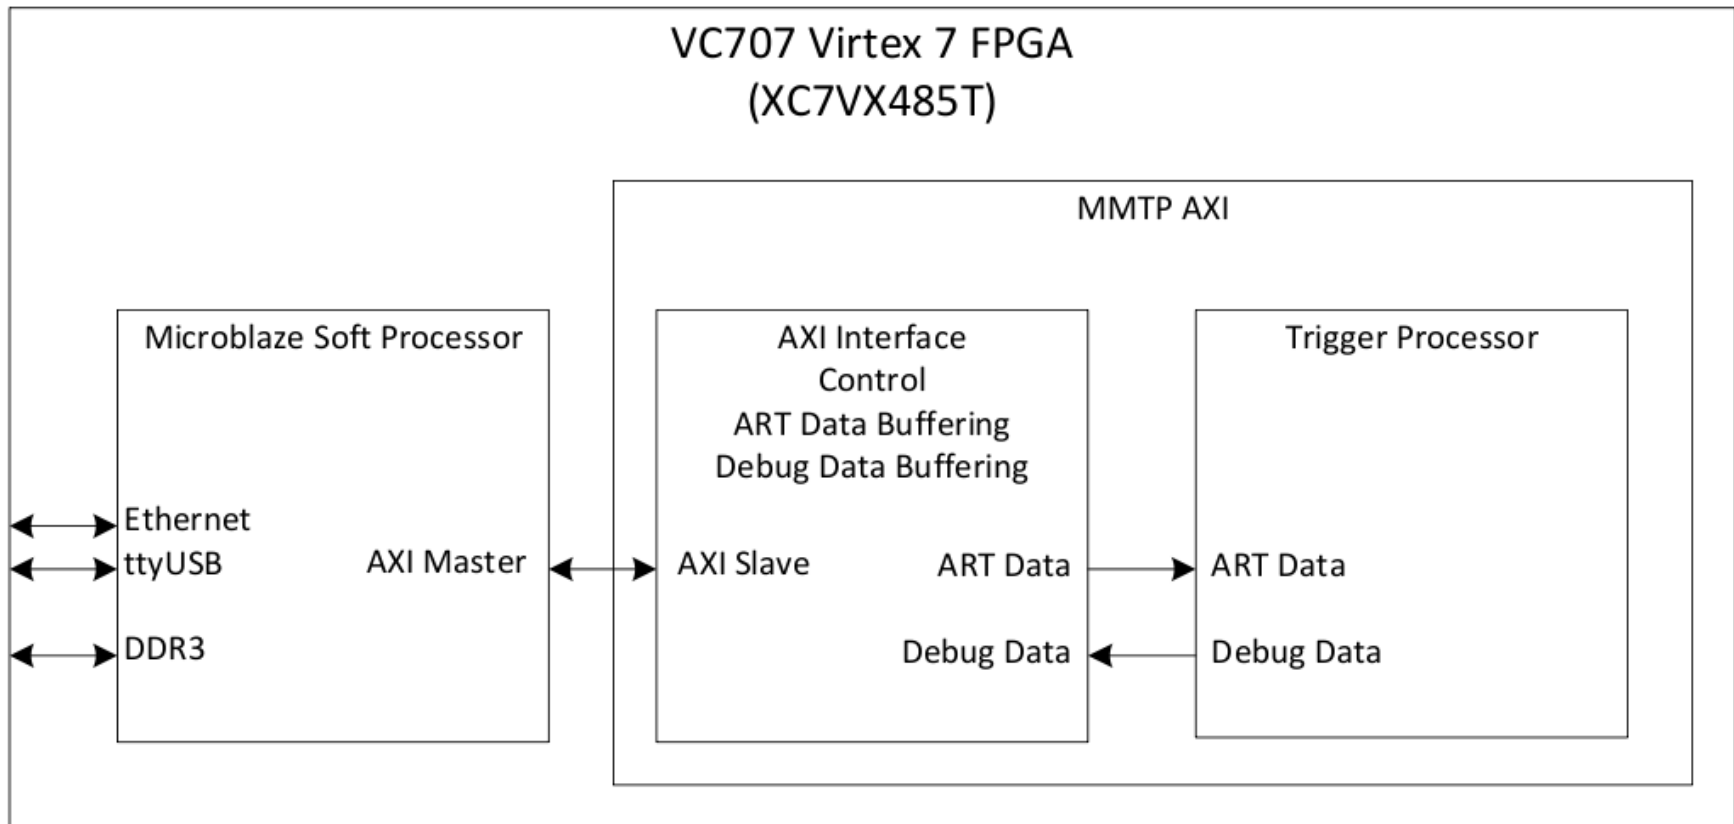 VC707 Virtex 7 FPGA
(XC7VX485T)
MMTP AXI
Microblaze Soft Processor
Ethernet
ttyUSB
DDR3
AXI Master
AXI Interface
Control
ART Data Buffering
Debug Data Buffering
AXI Slave
ART Data
Debug Data
Trigger Processor
ART Data
Debug Data